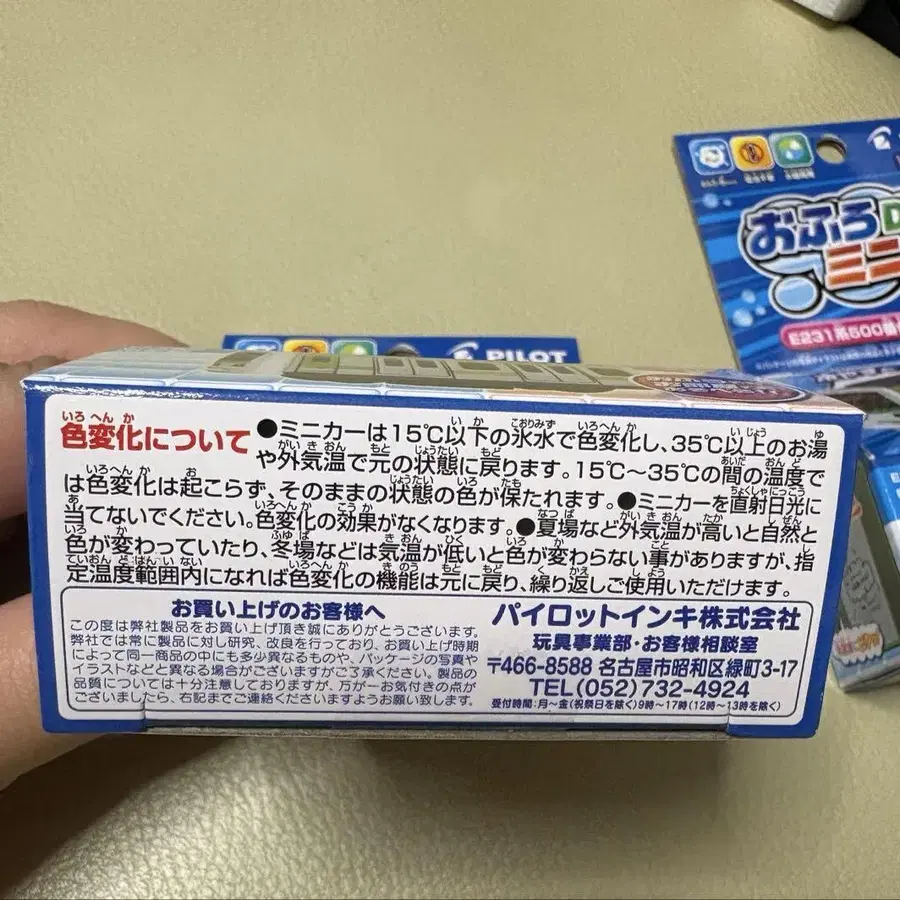 PILOT
おふろ
ミニ
E231系500番
色変化について ●ミニカーは15℃以下の氷水で色変化し、35℃以上のお湯
や外気温で元の状態に戻ります。15℃～35℃の間の温度で
は色変化は起こらず、そのままの状態の色が保たれます。●ミニカーを直射日光に
当てないでください。色変化の効果がなくなります。●夏場など外気温が高いと自然と
色が変わっていたり、冬場などは気温が低いと色が変わらない事がありますが、指
定温度範囲内になれば色変化の機能は元に戻り、繰り返しご使用いただけます。
お買い上げのお客様へ
この度は弊社製品をお買い上げ頂き誠にありがとうございます。
弊社では常に製品に対し研究、改良を行っており、お買い上げ時期
によって同一商品の中にも多少異なるものや、パッケージの写真や
イラストなどと異なる場合がございますがご了承ください。製品の
品質については十分注意しておりますが、万が一お気付きの点が
ございましたら、右記までご連絡くださいますようお願い致します。
パイロットインキ株式会社
玩具事業部・お客様相談室
〒466-8588 名古屋市昭和区緑町3-17
TEL(052)732-4924
受付時間：月～金(祝祭日を除く)9時～17時(12時～13時を除く)